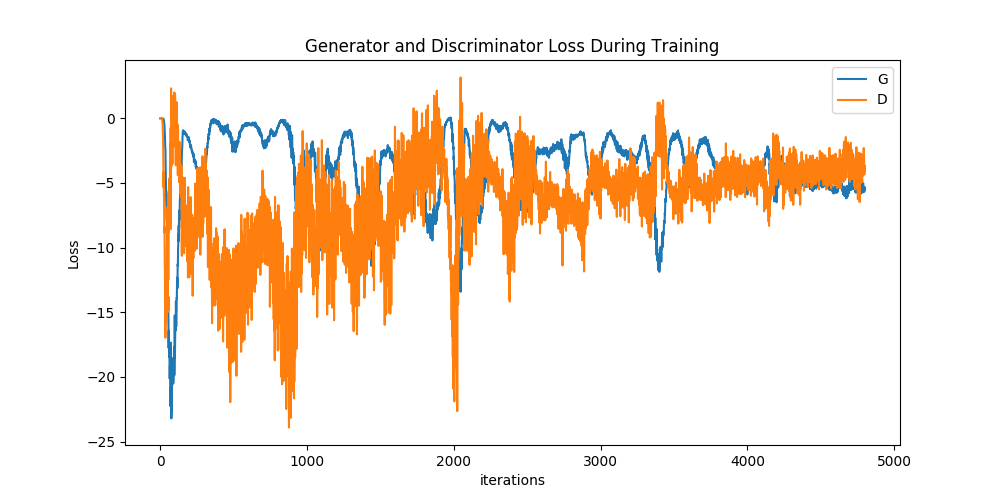 Generator and Discriminator Loss During Training
G
D
Loss
0
−5
−10
−15
−20
−25
0 1000 2000 3000 4000 5000
iterations